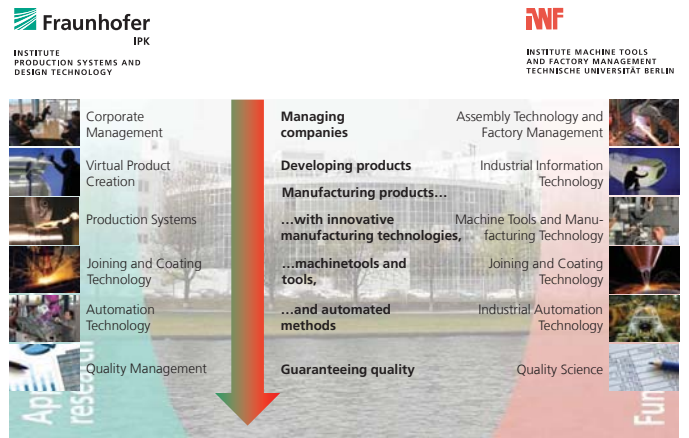 Fraunhofer
IPK
INSTITUTE
PRODUCTION SYSTEMS AND
DESIGN TECHNOLOGY
iWF
INSTITUTE MACHINE TOOLS
AND FACTORY MANAGEMENT
TECHNISCHE UNIVERSITÄT BERLIN
Corporate
Management
Managing
companies
Assembly Technology and
Factory Management
Virtual Product
Creation
Developing products
Industrial Information
Technology
Manufacturing products…
Production Systems
…with innovative
manufacturing technologies,
Machine Tools and Manu-
facturing Technology
Joining and Coating
Technology
…machinetools and
tools,
Joining and Coating
Technology
Automation
Technology
…and automated
methods
Industrial Automation
Technology
Quality Management
Guaranteeing quality
Quality Science
research